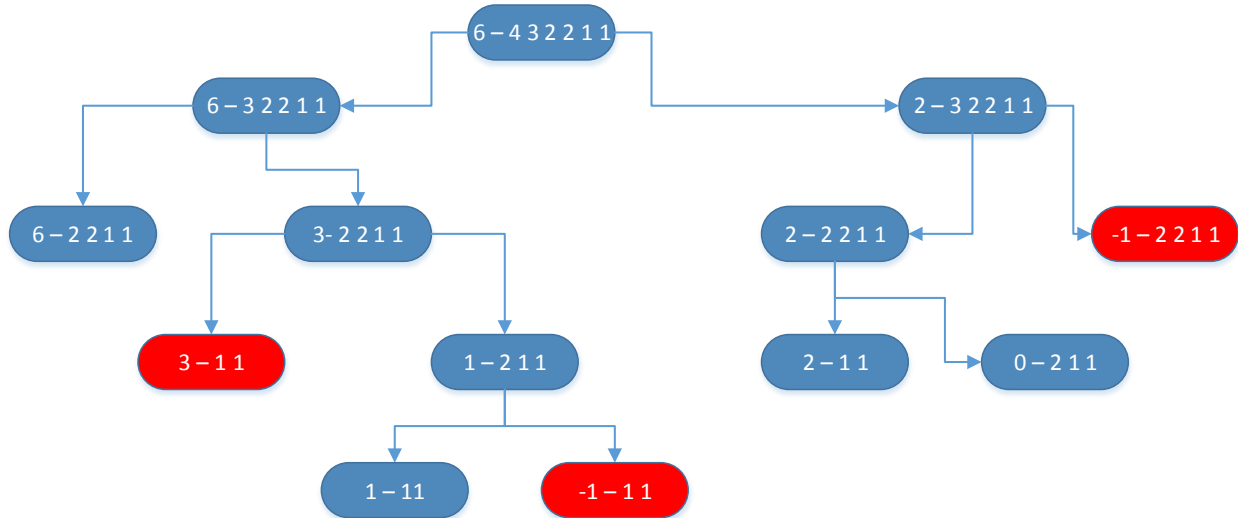 6 – 4 3 2 2 1 1
6 – 3 2 2 1 1
2 – 3 2 2 1 1
6 – 2 2 1 1
3- 2 2 1 1
2 – 2 2 1 1
-1 – 2 2 1 1
3 – 1 1
1 – 2 1 1
2 – 1 1
0 – 2 1 1
1 – 11
-1 – 1 1